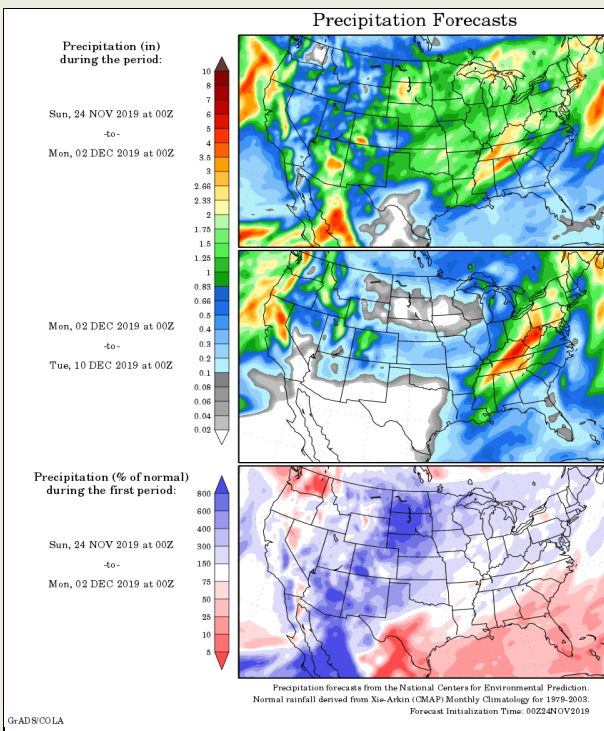 Precipitation Forecasts
Precipitation (in)
during the period:
Sun, 24 NOV 2019 at 00Z
-to-
Mon, 02 DEC 2019 at 00Z
10
8
7
6
5
4
3.5
3
2.66
2.33
2
1.75
1.5
1.25
1
0.83
0.66
0.5
0.4
0.3
0.2
0.1
0.08
0.06
0.04
0.02
Mon, 02 DEC 2019 at 00Z
-to-
Tue, 10 DEC 2019 at 00Z
Precipitation (% of normal)
during the first period:
Sun, 24 NOV 2019 at 00Z
-to-
Mon, 02 DEC 2019 at 00Z
800
600
400
300
150
75
50
25
10
5
Precipitation forecasts from the National Centers for Environmental Prediction.
Normal rainfall derived from Xie-Arkin (CMAP) Monthly Climatology for 1979-2003.
Forecast Initialization Time: 00Z24NOV2019
GrADS/COLA